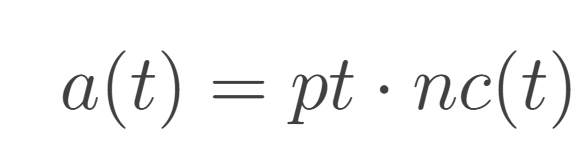 a(t) = pt · nc(t)